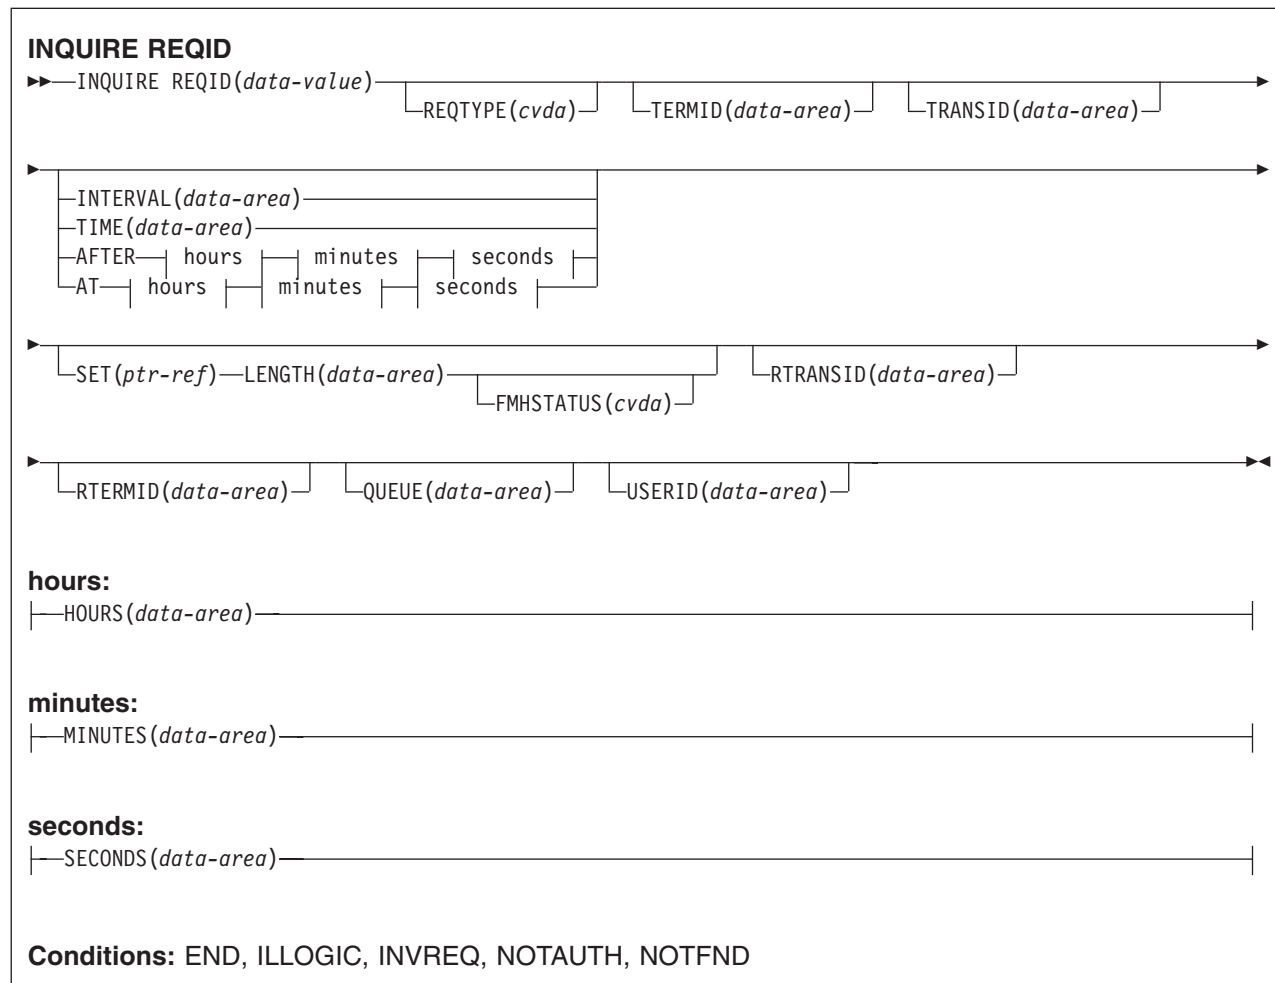 INQUIRE REQID
INQUIRE REQID(data-value)
REQTYPE(cvda) TERMID(data-area) TRANSID(data-area)
INTERVAL(data-area)
TIME(data-area)
AFTER hours minutes seconds
AT hours minutes seconds
SET(ptr-ref) LENGTH(data-area) RTRANSID(data-area)
FMHSTATUS(cvda)
RTERMID(data-area) QUEUE(data-area) USERID(data-area)
hours:
HOURS(data-area)
minutes:
MINUTES(data-area)
seconds:
SECONDS(data-area)
Conditions: END, ILLOGIC, INVREQ, NOTAUTH, NOTFND